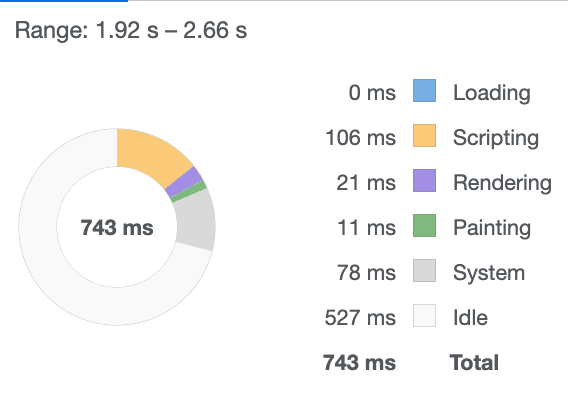 Range: 1.92 s – 2.66 s
0 ms Loading
106 ms Scripting
21 ms Rendering
743 ms
11 ms Painting
78 ms System
527 ms Idle
743 ms Total